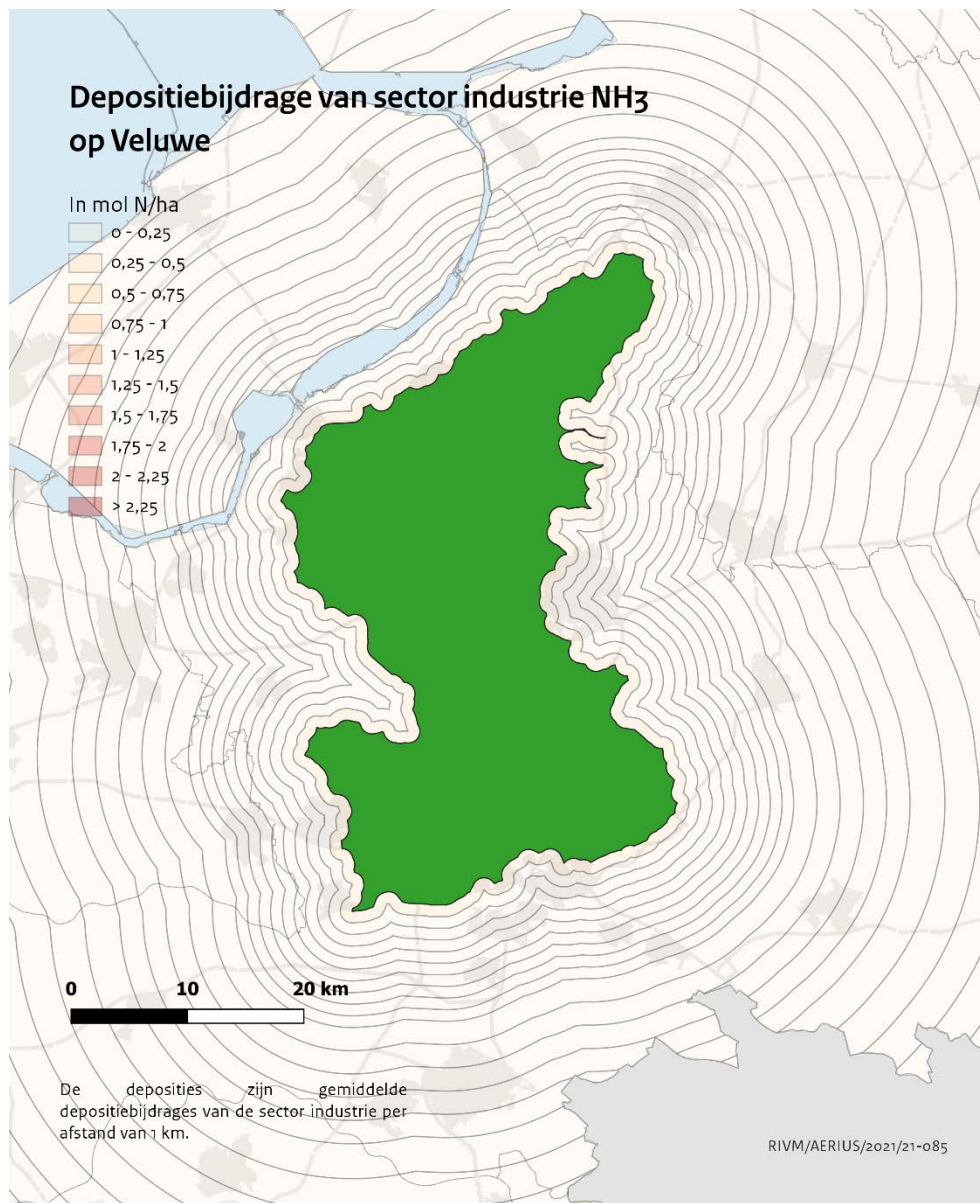 Depositiebijdrage van sector industrie NH3
op Veluwe
In mol N/ha
0 - 0,25
0,25 - 0,5
0,5 - 0,75
0,75 - 1
1 - 1,25
1,25 - 1,5
1,5 - 1,75
1,75 - 2
2 - 2,25
> 2,25
0 10 20 km
De deposities zijn gemiddelde
depositiebijdrages van de sector industrie per
afstand van 1 km.
RIVM/AERIUS/2021/21-085